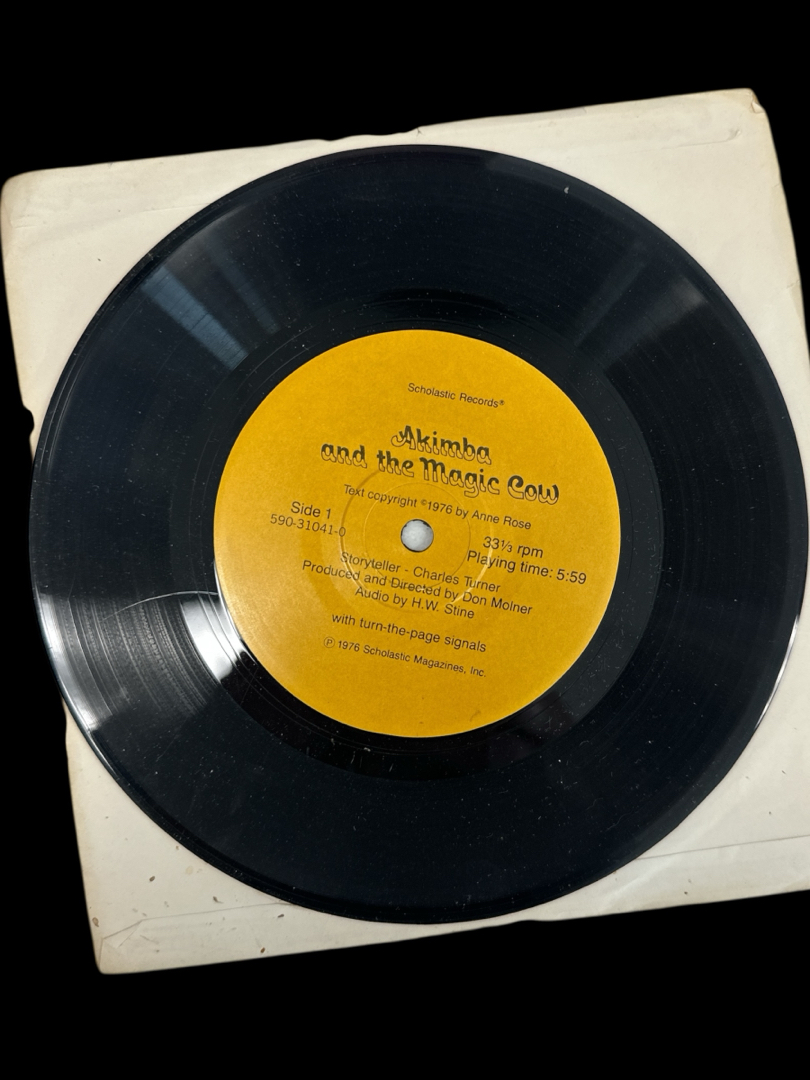 Scholastic Records®
Akimba
and the Magic Cow
Text copyright ©1976 by Anne Rose
Side 1
590-31041-0
33⅓ rpm
Playing time: 5:59
Storyteller - Charles Turner
Produced and Directed by Don Molner
Audio by H.W. Stine
with turn-the-page signals
Ⓟ 1976 Scholastic Magazines, Inc.